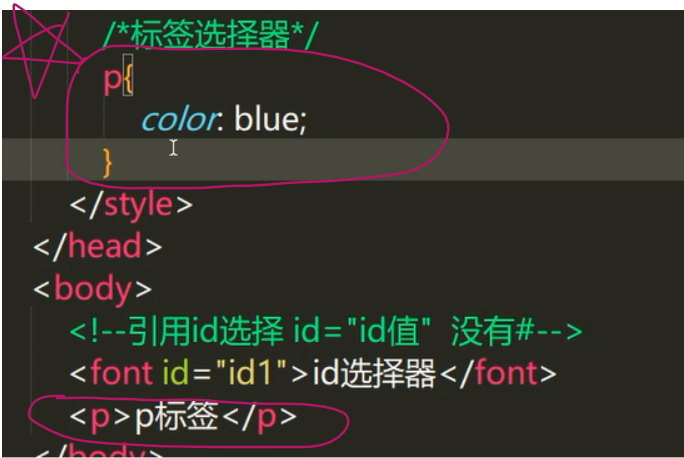 /*标签选择器*/
p{
color: blue;
}
</style>
</head>
<body>
<!--引用id选择 id="id值" 没有#-->
<font id="id1">id选择器</font>
<p>p标签</p>
</body>